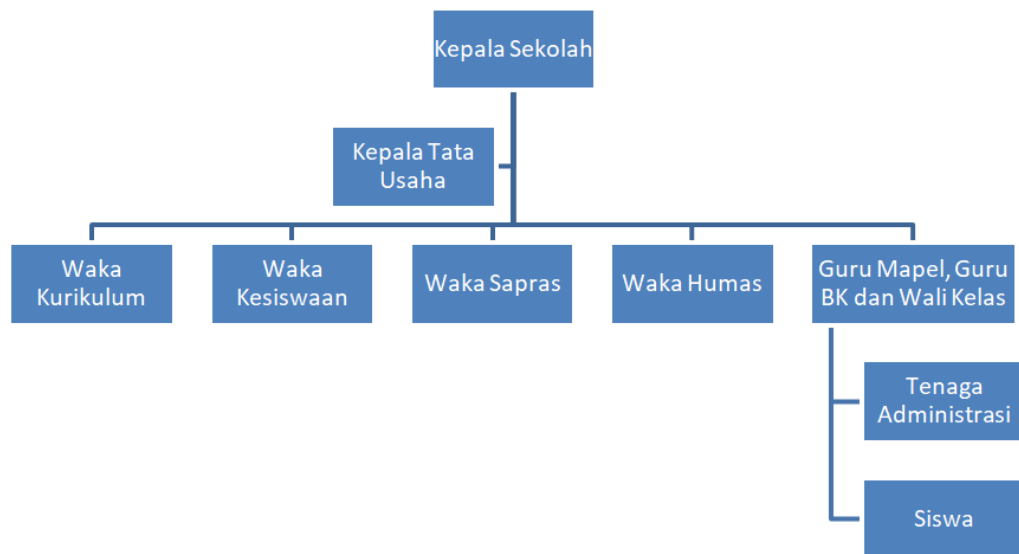 Kepala Sekolah
Kepala Tata
Usaha
Waka
Kurikulum
Waka
Kesiswaan
Waka Sapras
Waka Humas
Guru Mapel, Guru
BK dan Wali Kelas
Tenaga
Administrasi
Siswa